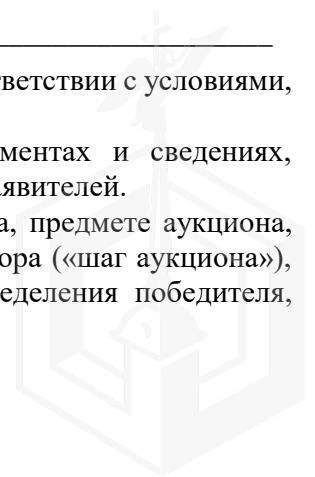 ветствии с условиями,
ментах и сведениях,
явителей.
а, предмете аукциона,
ора («шаг аукциона»),
еделения победителя,